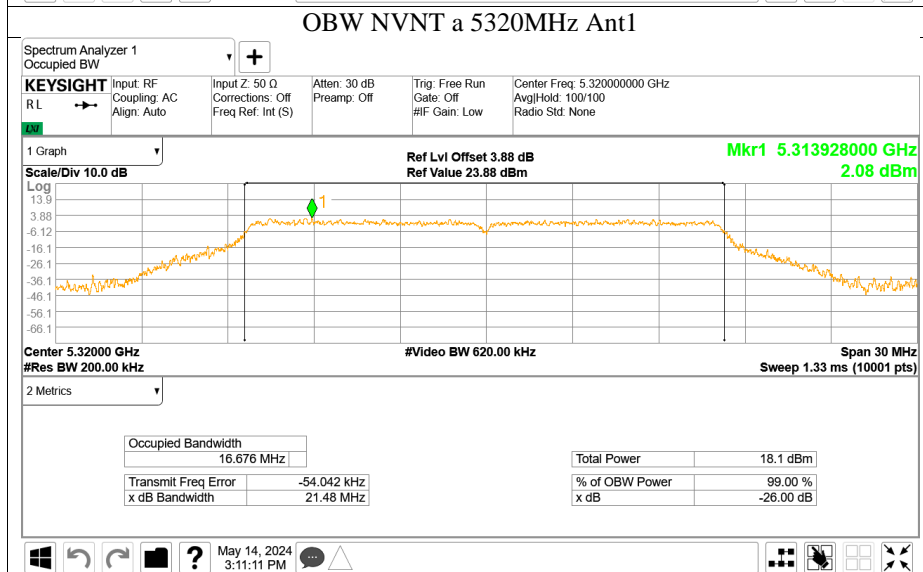 OBW NVNT a 5320MHz Ant1
Spectrum Analyzer 1
Occupied BW
KEYSIGHT
R L
LXI
Input: RF
Coupling: AC
Align: Auto
Input Z: 50 Ω
Corrections: Off
Freq Ref: Int (S)
Atten: 30 dB
Preamp: Off
Trig: Free Run
Gate: Off
#IF Gain: Low
Center Freq: 5.320000000 GHz
Avg|Hold: 100/100
Radio Std: None
1 Graph
Scale/Div 10.0 dB
Ref Lvl Offset 3.88 dB
Ref Value 23.88 dBm
Mkr1 5.313928000 GHz
2.08 dBm
Log
13.9
3.88
-6.12
-16.1
-26.1
-36.1
-46.1
-56.1
-66.1
1
Center 5.32000 GHz
#Res BW 200.00 kHz
#Video BW 620.00 kHz
Span 30 MHz
Sweep 1.33 ms (10001 pts)
2 Metrics
Occupied Bandwidth
16.676 MHz
Transmit Freq Error -54.042 kHz
x dB Bandwidth 21.48 MHz
Total Power 18.1 dBm
% of OBW Power 99.00 %
x dB -26.00 dB
?
May 14, 2024
3:11:11 PM